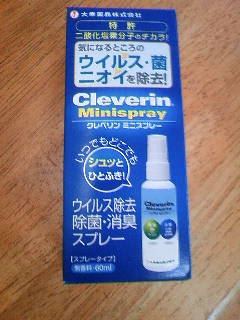 大幸薬品株式会社
特許
二酸化塩素分子のチカラ!
気になるところの
ウイルス・菌
ニオイを除去!
Cleverin®
Minispray
クレベリン ミニスプレー
いつでもどこでも
シュッと
ひとふき!
ウイルス除去
除菌・消臭
スプレー
【スプレータイプ】
無香料・60ml
Cleverin